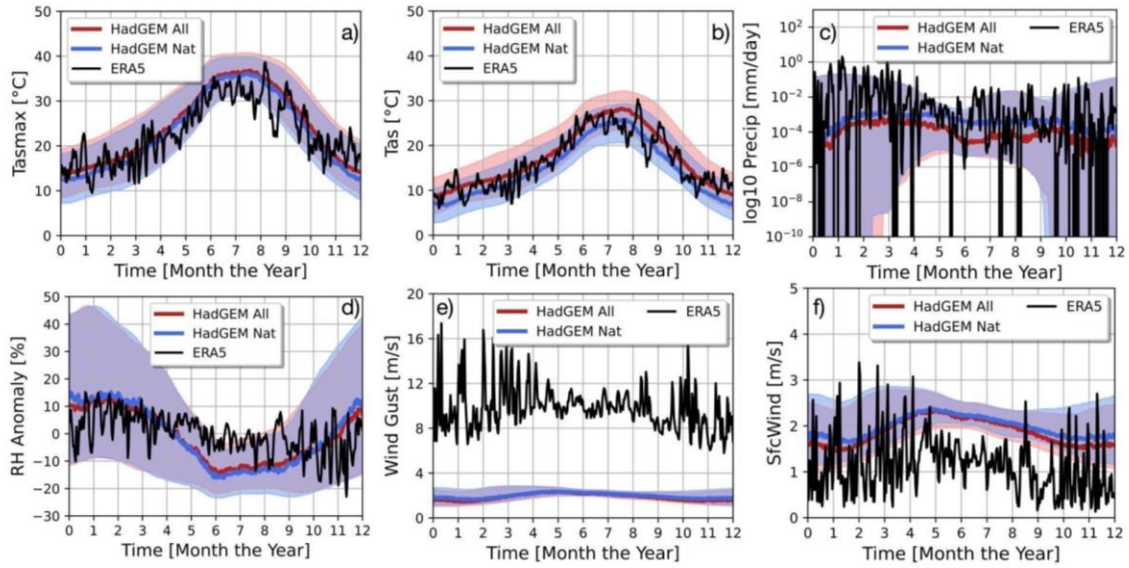 a)
HadGEM All
HadGEM Nat
ERA5
Tasmax [°C]
50
40
30
20
10
0
0 1 2 3 4 5 6 7 8 9 10 11 12
Time [Month the Year]
b)
HadGEM All
HadGEM Nat
ERA5
Tas [°C]
50
40
30
20
10
0
0 1 2 3 4 5 6 7 8 9 10 11 12
Time [Month the Year]
c)
HadGEM All
HadGEM Nat
ERA5
log10 Precip [mm/day]
10²
10⁰
10⁻²
10⁻⁴
10⁻⁶
10⁻⁸
10⁻¹⁰
0 1 2 3 4 5 6 7 8 9 10 11 12
Time [Month the Year]
d)
HadGEM All
HadGEM Nat
ERA5
RH Anomaly [%]
50
40
30
20
10
0
−10
−20
−30
0 1 2 3 4 5 6 7 8 9 10 11 12
Time [Month the Year]
e)
HadGEM All
HadGEM Nat
ERA5
Wind Gust [m/s]
20
16
12
8
4
0
0 1 2 3 4 5 6 7 8 9 10 11 12
Time [Month the Year]
f)
HadGEM All
HadGEM Nat
ERA5
SfcWind [m/s]
5
4
3
2
1
0
0 1 2 3 4 5 6 7 8 9 10 11 12
Time [Month the Year]